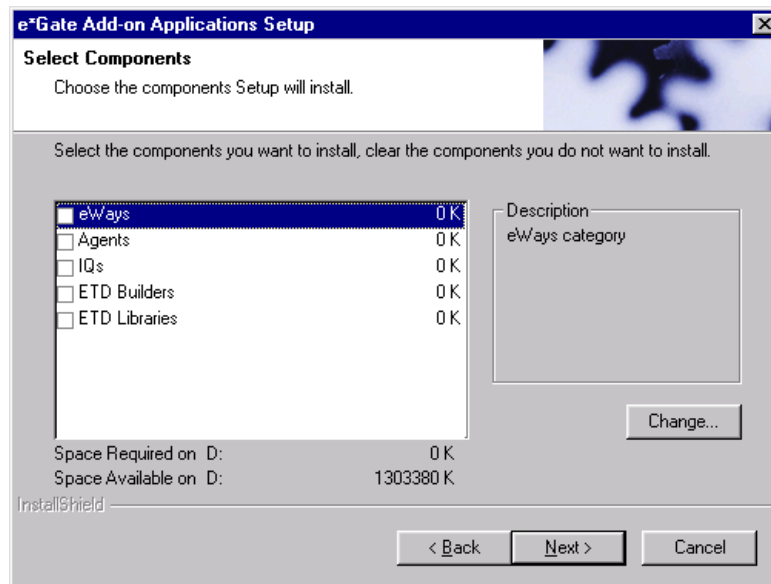 e*Gate Add-on Applications Setup
Select Components
Choose the components Setup will install.
Select the components you want to install, clear the components you do not want to install.
eWays 0 K
Agents 0 K
IQs 0 K
ETD Builders 0 K
ETD Libraries 0 K
Description
eWays category
Change...
Space Required on D: 0 K
Space Available on D: 1303380 K
InstallShield
< Back Next > Cancel